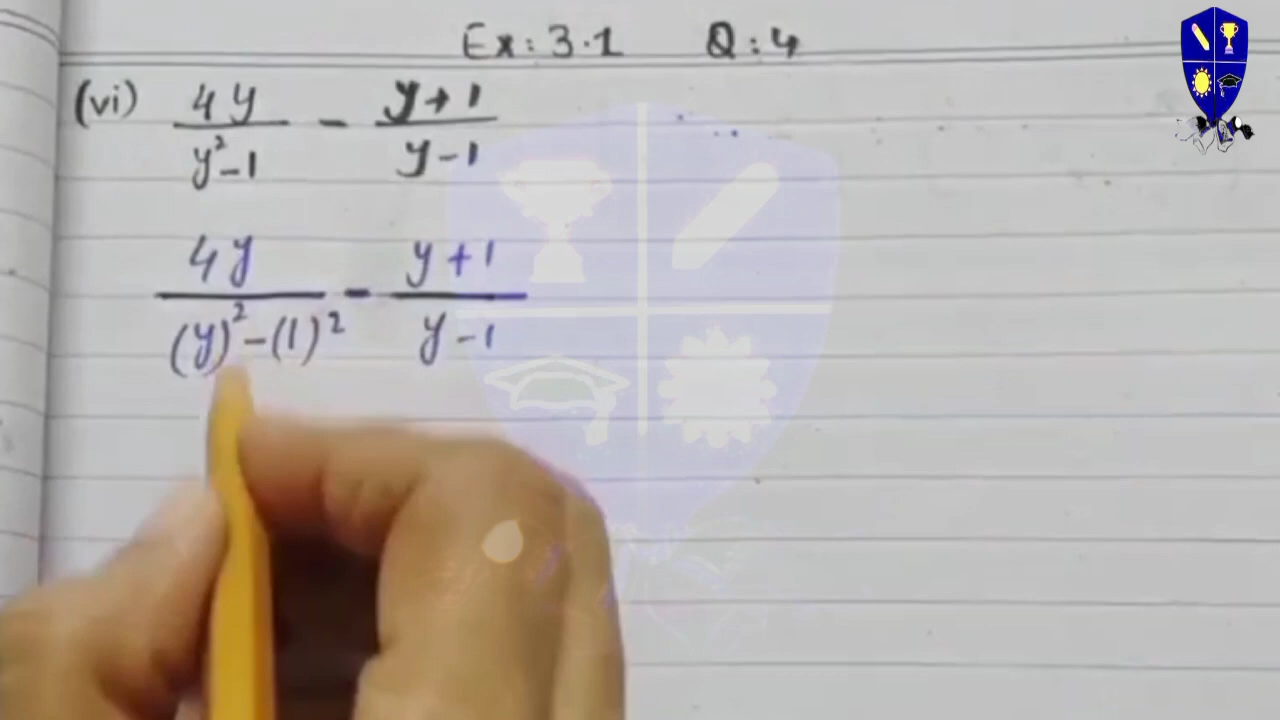 Ex: 3.1 Q: 4
(vi) 4y / y²-1 - y+1 / y-1
4y / (y)²-(1)² - y+1 / y-1